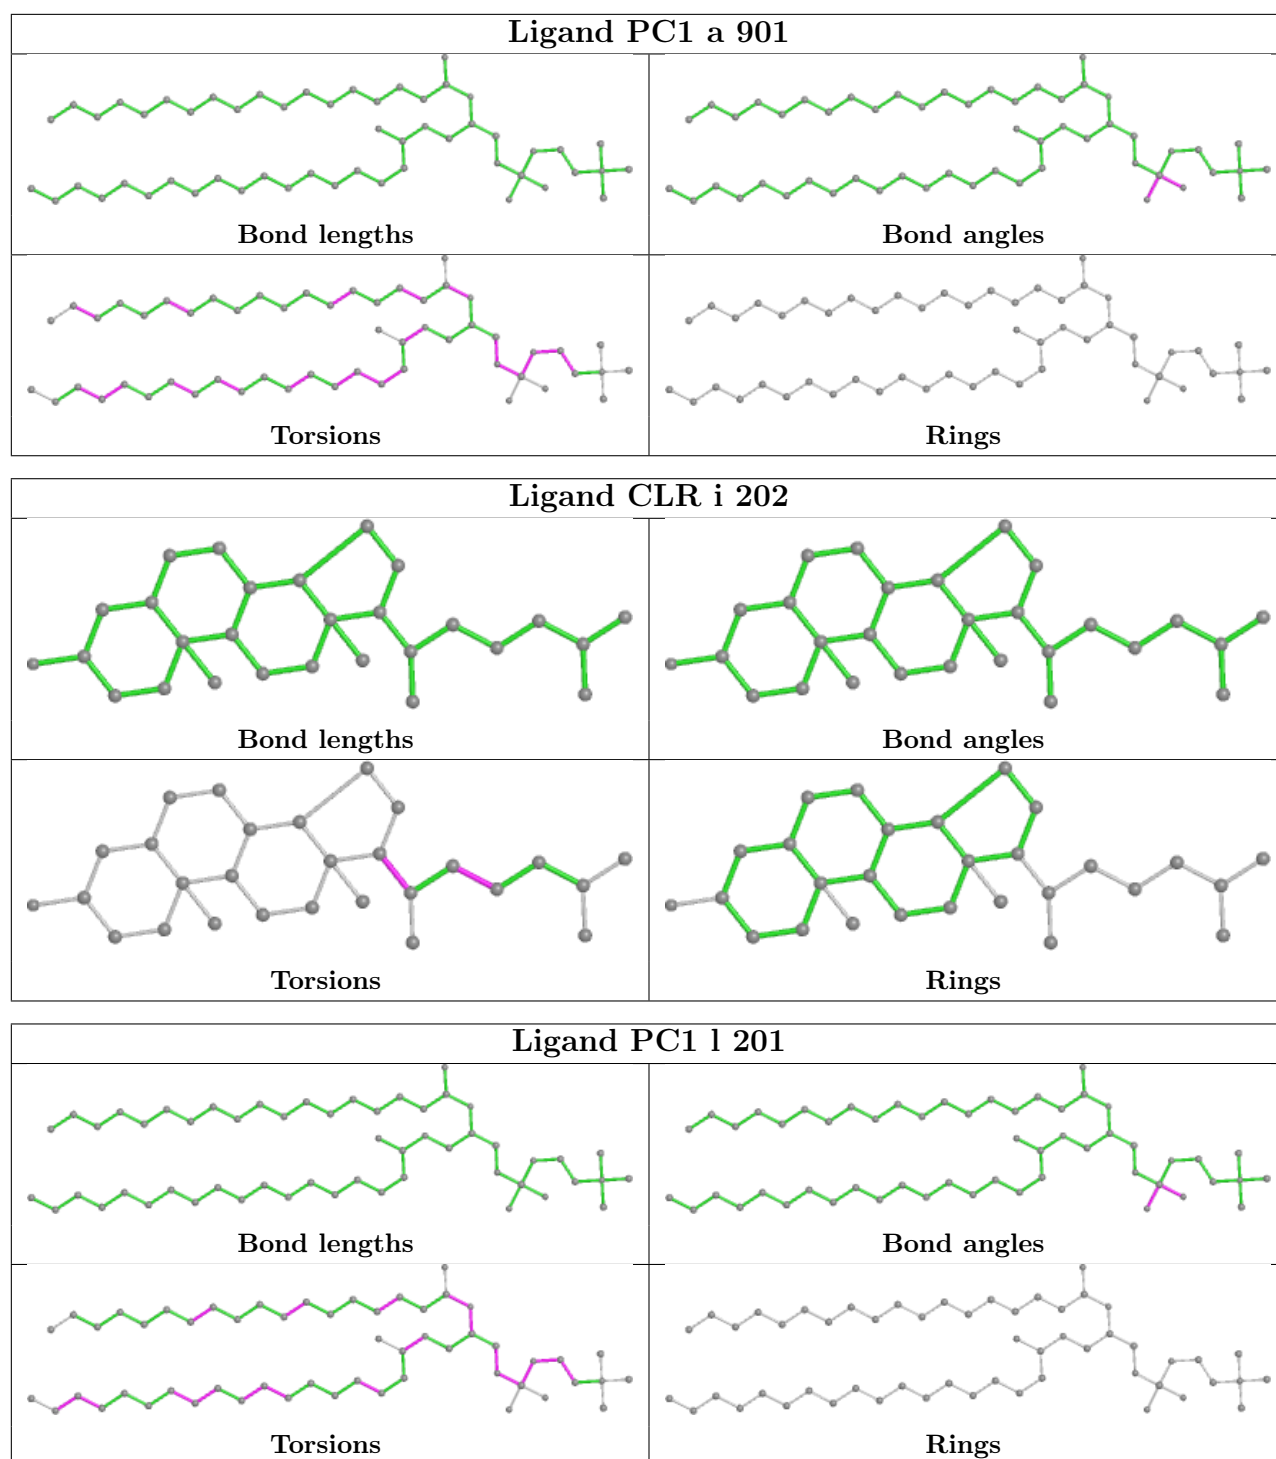 Ligand PC1 a 901
Bond lengths
Bond angles
Torsions
Rings
Ligand CLR i 202
Bond lengths
Bond angles
Torsions
Rings
Ligand PC1 l 201
Bond lengths
Bond angles
Torsions
Rings